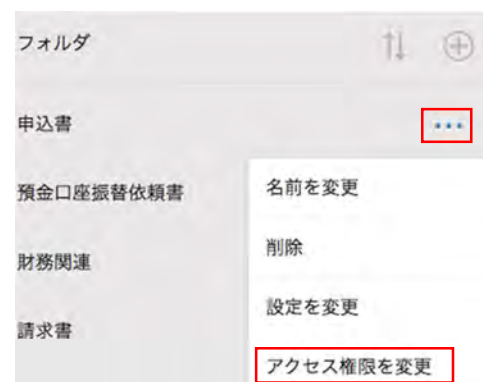 フォルダ
申込書
預金口座振替依頼書
名前を変更
財務関連
削除
設定を変更
請求書
アクセス権限を変更